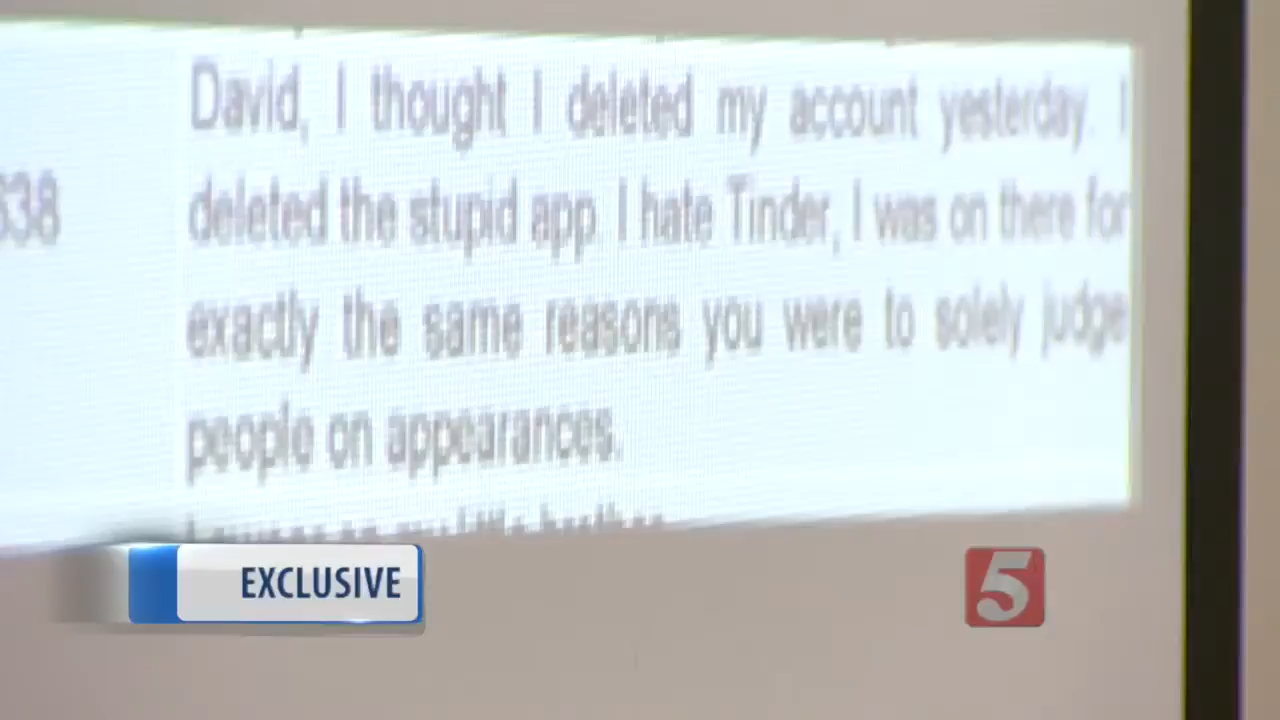 David, I thought I deleted my account yesterday. I
638
deleted the stupid app. I hate Tinder, I was on there for
exactly the same reasons you were to solely judge
people on appearances.
EXCLUSIVE
5